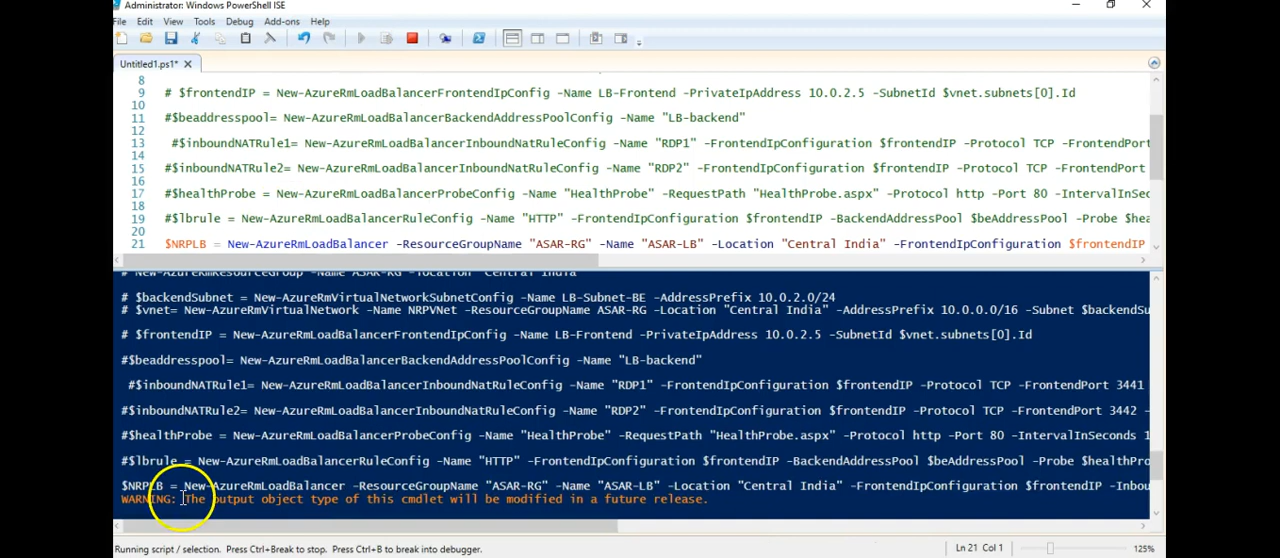 Administrator: Windows PowerShell ISE
File Edit View Tools Debug Add-ons Help
Untitled1.ps1* X
8
9 # $frontendIP = New-AzureRmLoadBalancerFrontendIpConfig -Name LB-Frontend -PrivateIpAddress 10.0.2.5 -SubnetId $vnet.subnets[0].Id
10
11 #$beaddresspool= New-AzureRmLoadBalancerBackendAddressPoolConfig -Name "LB-backend"
12
13 #$inboundNATRule1= New-AzureRmLoadBalancerInboundNatRuleConfig -Name "RDP1" -FrontendIpConfiguration $frontendIP -Protocol TCP -FrontendPort
14
15 #$inboundNATRule2= New-AzureRmLoadBalancerInboundNatRuleConfig -Name "RDP2" -FrontendIpConfiguration $frontendIP -Protocol TCP -FrontendPort
16
17 #$healthProbe = New-AzureRmLoadBalancerProbeConfig -Name "HealthProbe" -RequestPath "HealthProbe.aspx" -Protocol http -Port 80 -IntervalInSec
18
19 #$lbrule = New-AzureRmLoadBalancerRuleConfig -Name "HTTP" -FrontendIpConfiguration $frontendIP -BackendAddressPool $beAddressPool -Probe $hea
20
21 $NRPLB = New-AzureRmLoadBalancer -ResourceGroupName "ASAR-RG" -Name "ASAR-LB" -Location "Central India" -FrontendIpConfiguration $frontendIP
# New-AzureRmResourceGroup -Name ASAR-RG -location "Central India"
# $backendSubnet = New-AzureRmVirtualNetworkSubnetConfig -Name LB-Subnet-BE -AddressPrefix 10.0.2.0/24
# $vnet= New-AzureRmVirtualNetwork -Name NRPVNet -ResourceGroupName ASAR-RG -Location "Central India" -AddressPrefix 10.0.0.0/16 -Subnet $backendSu
# $frontendIP = New-AzureRmLoadBalancerFrontendIpConfig -Name LB-Frontend -PrivateIpAddress 10.0.2.5 -SubnetId $vnet.subnets[0].Id
#$beaddresspool= New-AzureRmLoadBalancerBackendAddressPoolConfig -Name "LB-backend"
#$inboundNATRule1= New-AzureRmLoadBalancerInboundNatRuleConfig -Name "RDP1" -FrontendIpConfiguration $frontendIP -Protocol TCP -FrontendPort 3441
#$inboundNATRule2= New-AzureRmLoadBalancerInboundNatRuleConfig -Name "RDP2" -FrontendIpConfiguration $frontendIP -Protocol TCP -FrontendPort 3442 -
#$healthProbe = New-AzureRmLoadBalancerProbeConfig -Name "HealthProbe" -RequestPath "HealthProbe.aspx" -Protocol http -Port 80 -IntervalInSeconds 1
#$lbrule = New-AzureRmLoadBalancerRuleConfig -Name "HTTP" -FrontendIpConfiguration $frontendIP -BackendAddressPool $beAddressPool -Probe $healthPro
$NRPLB = New-AzureRmLoadBalancer -ResourceGroupName "ASAR-RG" -Name "ASAR-LB" -Location "Central India" -FrontendIpConfiguration $frontendIP -Inbou
WARNING: The output object type of this cmdlet will be modified in a future release.
Running script / selection. Press Ctrl+Break to stop. Press Ctrl+B to break into debugger. Ln 21 Col 1 125%